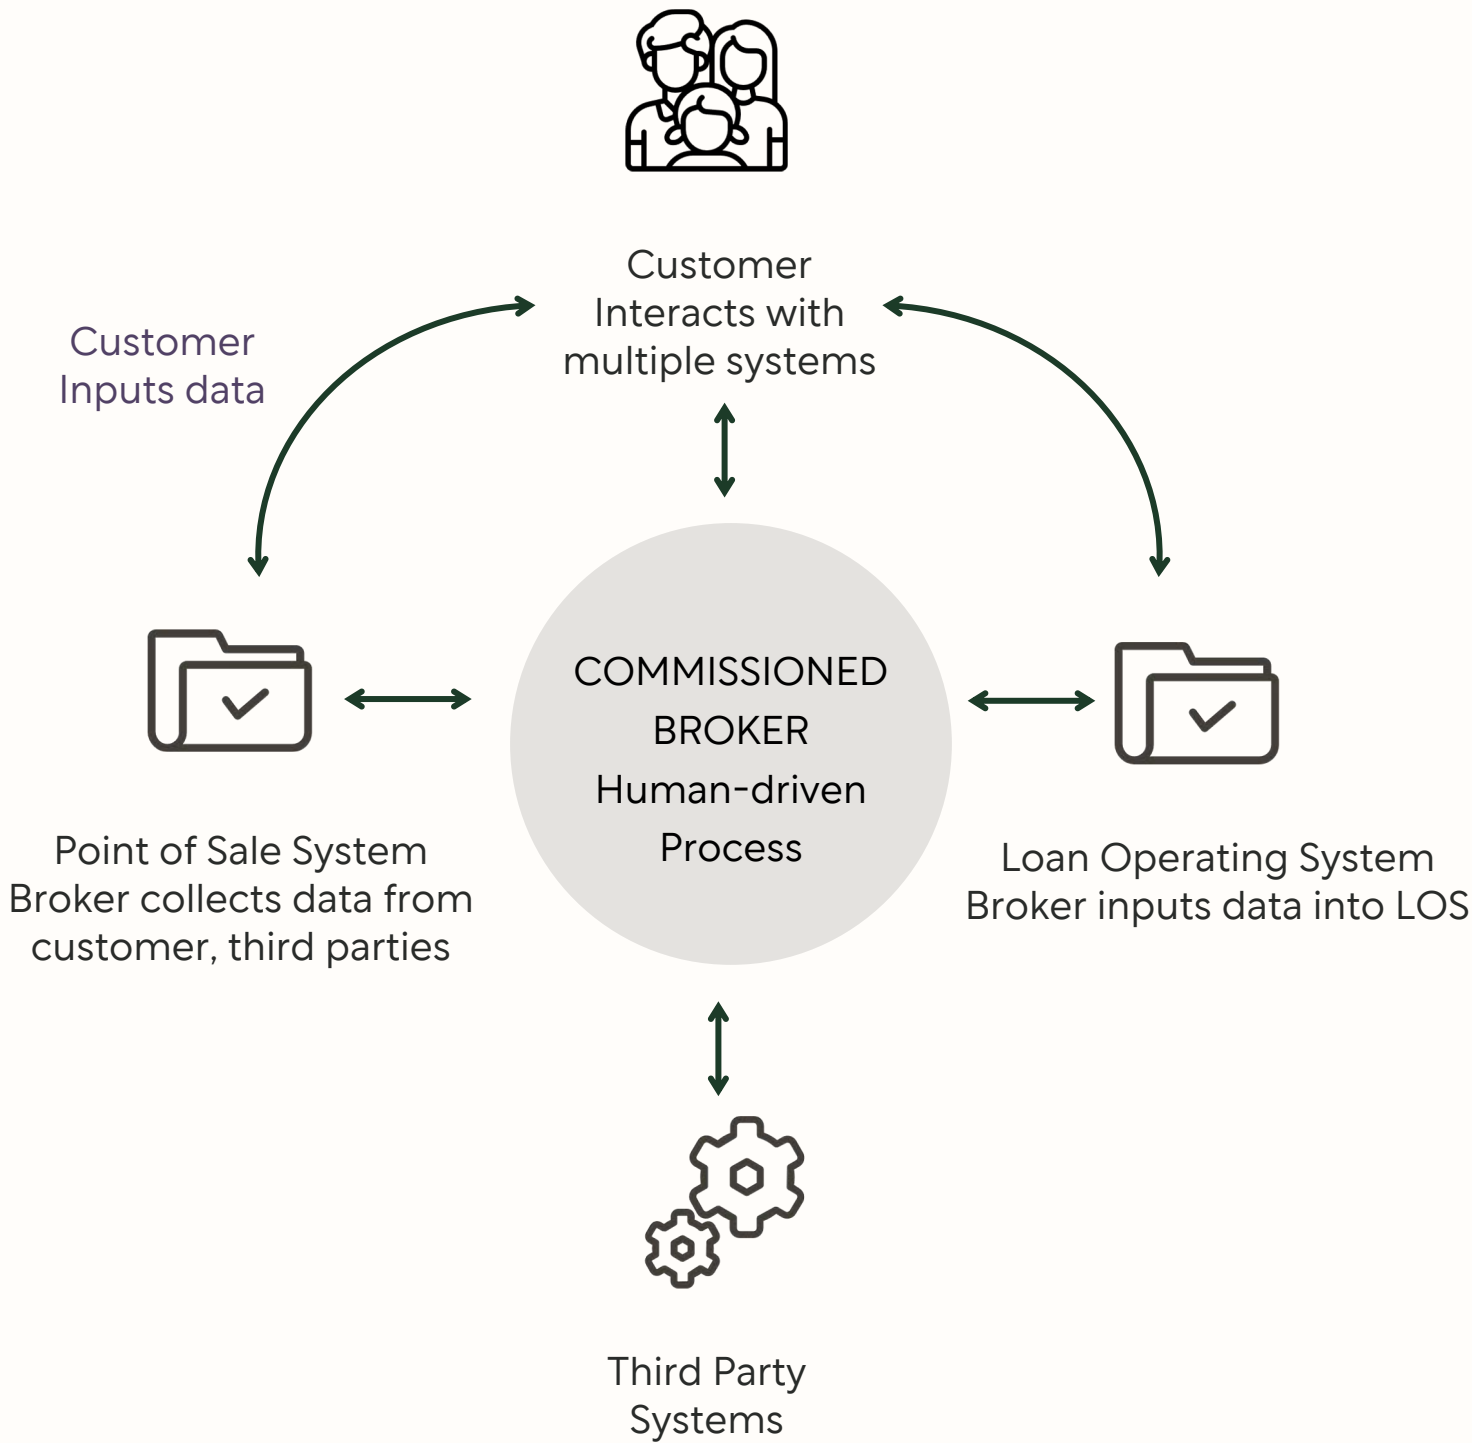 Customer
Interacts with
multiple systems
Customer
Inputs data
COMMISSIONED
BROKER
Human-driven
Process
Point of Sale System
Broker collects data from
customer, third parties
Loan Operating System
Broker inputs data into LOS
Third Party
Systems